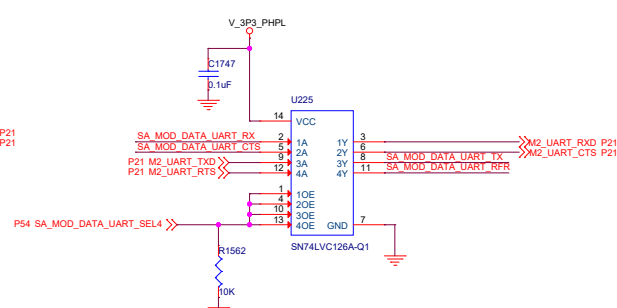 V_3P3_PHPL
C1747
0.1uF
U225
14 VCC
P21
P21
SA_MOD_DATA_UART_RX 2 1A 1Y 3 M2_UART_RXD P21
SA_MOD_DATA_UART_CTS 5 2A 2Y 6 M2_UART_CTS P21
P21 M2_UART_TXD 9 3A 3Y 8 SA_MOD_DATA_UART_TX
P21 M2_UART_RTS 12 4A 4Y 11 SA_MOD_DATA_UART_RFR
1 1OE
4 2OE
10 3OE
P54 SA_MOD_DATA_UART_SEL4 13 4OE GND 7
SN74LVC126A-Q1
R1562
10K